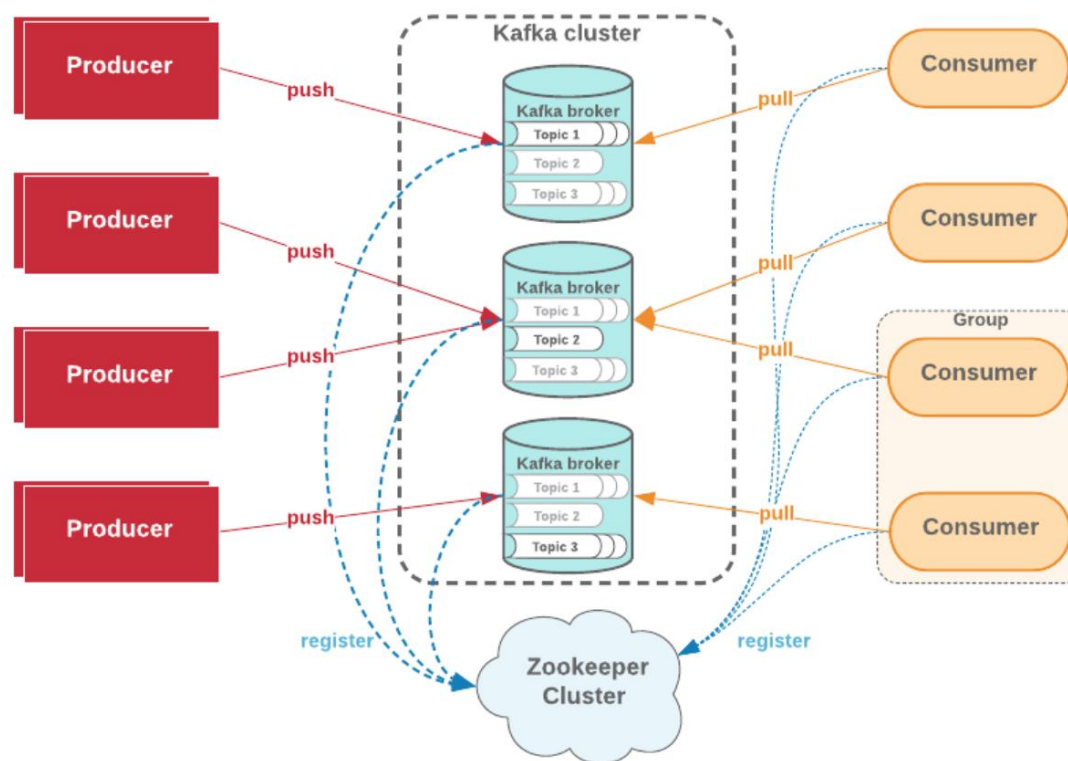 Kafka cluster
Producer
push
Kafka broker
Topic 1
Topic 2
Topic 3
pull
Consumer
Producer
push
Kafka broker
Topic 1
Topic 2
Topic 3
pull
Consumer
Group
Producer
push
pull
Consumer
Producer
push
Kafka broker
Topic 1
Topic 2
Topic 3
pull
Consumer
register
Zookeeper
Cluster
register